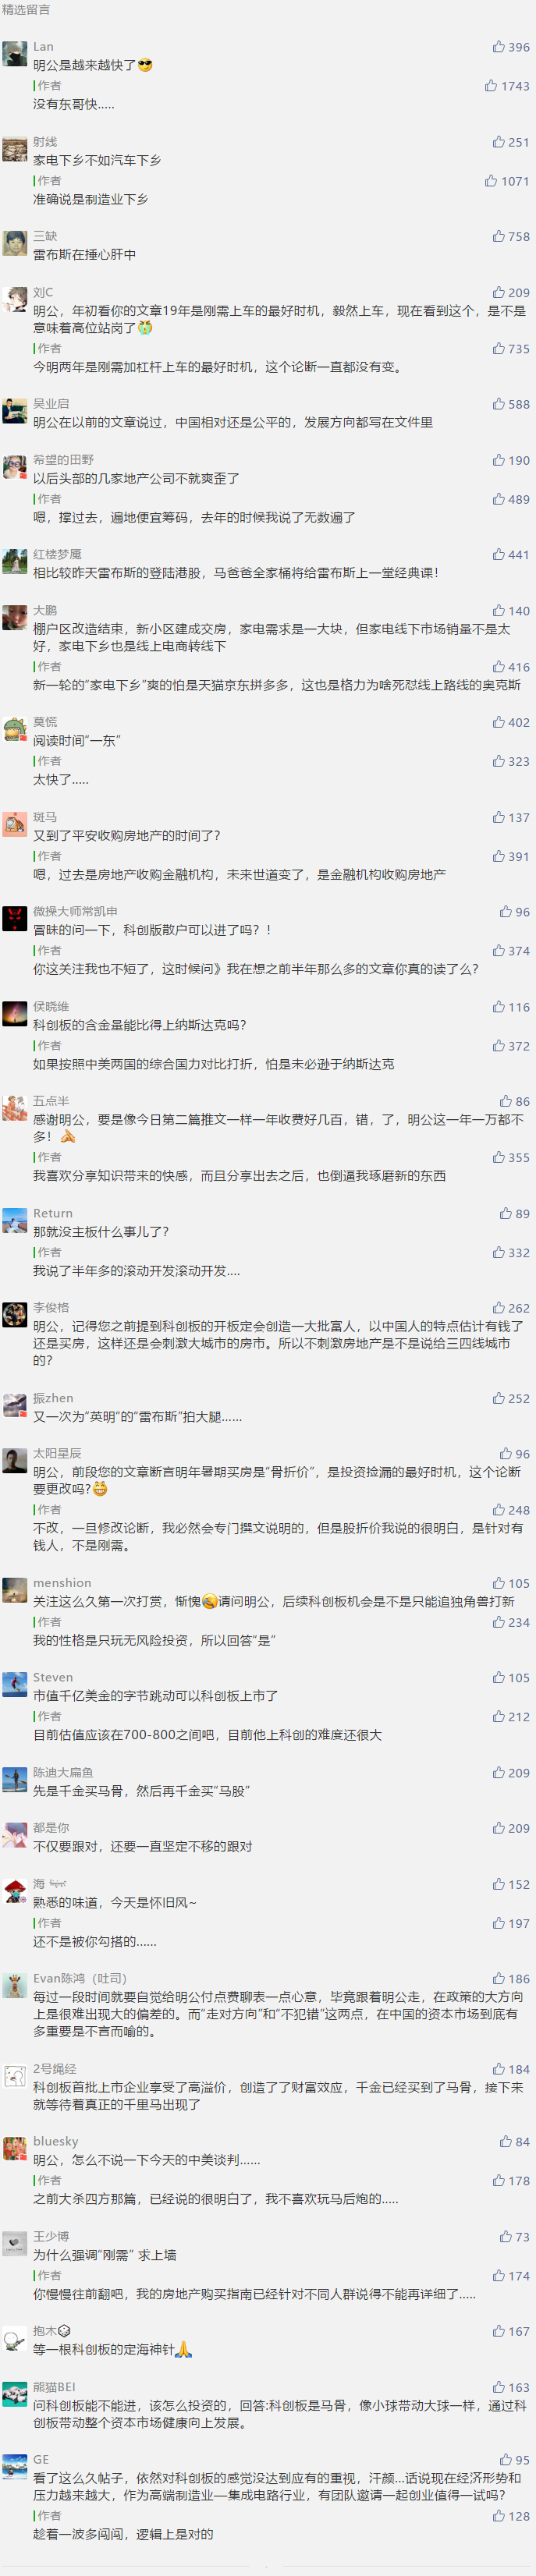 精选留言
Lan 396
明公是越来越快了😎
作者 1743
没有东哥快.....
射线 251
家电下乡不如汽车下乡
作者 1071
准确说是制造业下乡
三缺 758
雷布斯在捶心肝中
刘C 209
明公，年初看你的文章19年是刚需上车的最好时机，毅然上车，现在看到这个，是不是
意味着高位站岗了😭
作者 735
今明两年是刚需加杠杆上车的最好时机，这个论断一直都没有变。
吴业启 588
明公在以前的文章说过，中国相对还是公平的，发展方向都写在文件里
希望的田野 190
以后头部的几家地产公司不就爽歪了
作者 489
嗯，撑过去，遍地便宜筹码，去年的时候我说了无数遍了
红楼梦魇 441
相比较昨天雷布斯的登陆港股，马爸爸全家桶将给雷布斯上一堂经典课！
大鹏 140
棚户区改造结束，新小区建成交房，家电需求是一大块，但家电线下市场销量不是太
好，家电下乡也是线上电商转线下
作者 416
新一轮的“家电下乡”爽的怕是天猫京东拼多多，这也是格力为啥死怼线上路线的奥克斯
莫慌 402
阅读时间“一东”
作者 323
太快了.....
斑马 137
又到了平安收购房地产的时间了？
作者 391
嗯，过去是房地产收购金融机构，未来世道变了，是金融机构收购房地产
微操大师常凯申 96
冒昧的问一下，科创版散户可以进了吗？！
作者 374
你这关注我也不短了，这时候问》我在想之前半年那么多的文章你真的读了么？
侯晓维 116
科创板的含金量能比得上纳斯达克吗？
作者 372
如果按照中美两国的综合国力对比打折，怕是未必逊于纳斯达克
五点半 86
感谢明公，要是像今日第二篇推文一样一年收费好几百，错，了，明公这一年一万都不
多！
作者 355
我喜欢分享知识带来的快感，而且分享出去之后，也倒逼我琢磨新的东西
Return 89
那就没主板什么事儿了？
作者 332
我说了半年多的滚动开发滚动开发....
李俊格 262
明公，记得您之前提到科创板的开板定会创造一大批富人，以中国人的特点估计有钱了
还是买房，这样还是会刺激大城市的房市。所以不刺激房地产是不是说给三四线城市
的？
振zhen 252
又一次为“英明”的“雷布斯”拍大腿……
太阳星辰 96
明公，前段您的文章断言明年暑期买房是“骨折价”，是投资捡漏的最好时机，这个论断
要更改吗?😁
作者 248
不改，一旦修改论断，我必然会专门撰文说明的，但是股折价我说的很明白，是针对有
钱人，不是刚需。
menshion 105
关注这么久第一次打赏，惭愧🤣请问明公，后续科创板机会是不是只能追独角兽打新
作者 234
我的性格是只玩无风险投资，所以回答“是”
Steven 105
市值千亿美金的字节跳动可以科创板上市了
作者 212
目前估值应该在700-800之间吧，目前他上科创的难度还很大
陈迪大扁鱼 209
先是千金买马骨，然后再千金买“马股”
都是你 209
不仅要跟对，还要一直坚定不移的跟对
海 152
熟悉的味道，今天是怀旧风~
作者 197
还不是被你勾搭的......
Evan陈鸿（吐司） 186
每过一段时间就要自觉给明公付点费聊表一点心意，毕竟跟着明公走，在政策的大方向
上是很难出现大的偏差的。而“走对方向”和“不犯错”这两点，在中国的资本市场到底有
多重要是不言而喻的。
2号绳经 184
科创板首批上市企业享受了高溢价，创造了了财富效应，千金已经买到了马骨，接下来
就等待着真正的千里马出现了
bluesky 84
明公，怎么不说一下今天的中美谈判……
作者 178
之前大杀四方那篇，已经说的很明白了，我不喜欢玩马后炮的.....
王少博 73
为什么强调“刚需” 求上墙
作者 174
你慢慢往前翻吧，我的房地产购买指南已经针对不同人群说得不能再详细了.....
抱木🎲 167
等一根科创板的定海神针🙏
熊猫BEI 163
问科创板能不能进，该怎么投资的，回答:科创板是马骨，像小球带动大球一样，通过科
创板带动整个资本市场健康向上发展。
GE 95
看了这么久帖子，依然对科创板的感觉没达到应有的重视，汗颜...话说现在经济形势和
压力越来越大，作为高端制造业—集成电路行业，有团队邀请一起创业值得一试吗？
作者 128
趁着一波多闯闯，逻辑上是对的